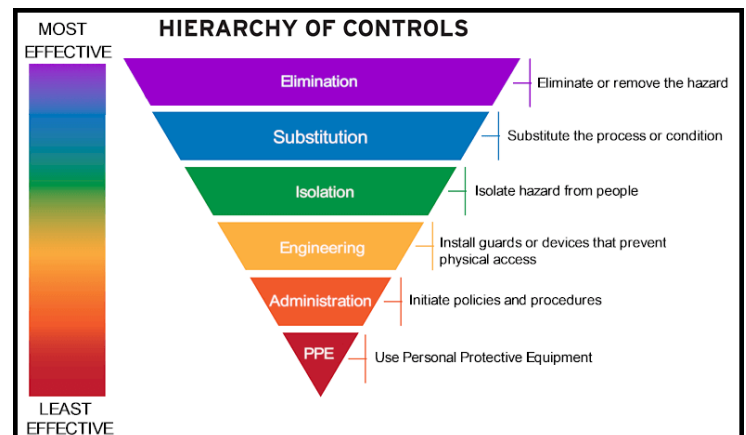 MOST
EFFECTIVE
HIERARCHY OF CONTROLS
Elimination
Eliminate or remove the hazard
Substitution
Substitute the process or condition
Isolation
Isolate hazard from people
Engineering
Install guards or devices that prevent
physical access
Administration
Initiate policies and procedures
PPE
Use Personal Protective Equipment
LEAST
EFFECTIVE